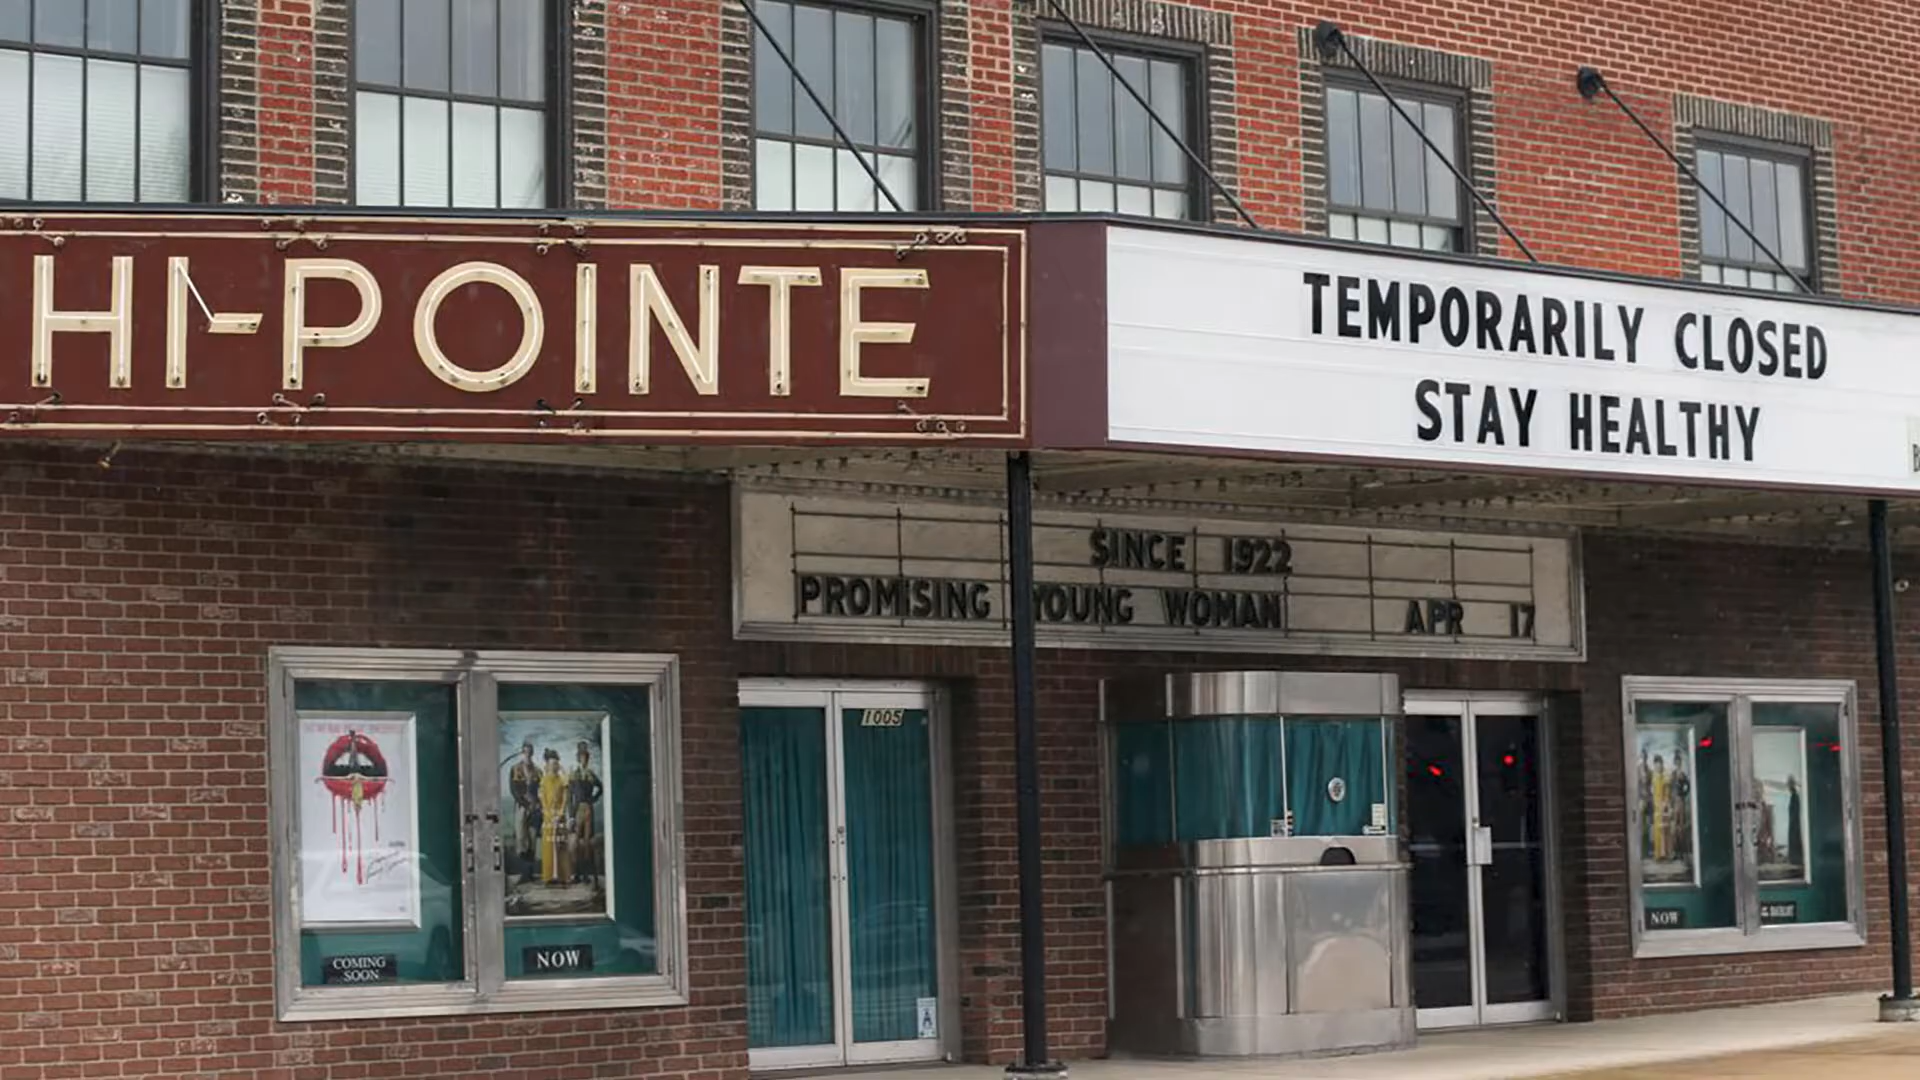 HI-POINTE
TEMPORARILY CLOSED
STAY HEALTHY
SINCE 1922
PROMISING YOUNG WOMAN APR 17
1005
COMING
SOON
NOW
NOW